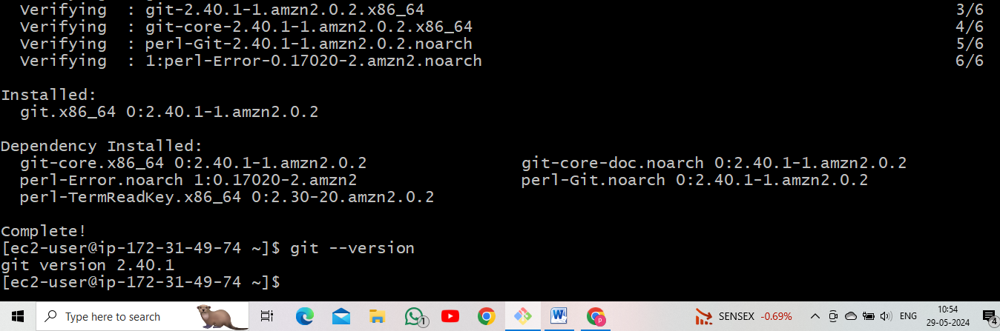 Verifying  : git-2.40.1-1.amzn2.0.2.x86_64 3/6
Verifying  : git-core-2.40.1-1.amzn2.0.2.x86_64 4/6
Verifying  : perl-Git-2.40.1-1.amzn2.0.2.noarch 5/6
Verifying  : 1:perl-Error-0.17020-2.amzn2.noarch 6/6
Installed:
git.x86_64 0:2.40.1-1.amzn2.0.2
Dependency Installed:
git-core.x86_64 0:2.40.1-1.amzn2.0.2 git-core-doc.noarch 0:2.40.1-1.amzn2.0.2
perl-Error.noarch 1:0.17020-2.amzn2 perl-Git.noarch 0:2.40.1-1.amzn2.0.2
perl-TermReadKey.x86_64 0:2.30-20.amzn2.0.2
Complete!
[ec2-user@ip-172-31-49-74 ~]$ git --version
git version 2.40.1
[ec2-user@ip-172-31-49-74 ~]$
Type here to search 1 W P SENSEX -0.69% ENG 10:54 4
29-05-2024